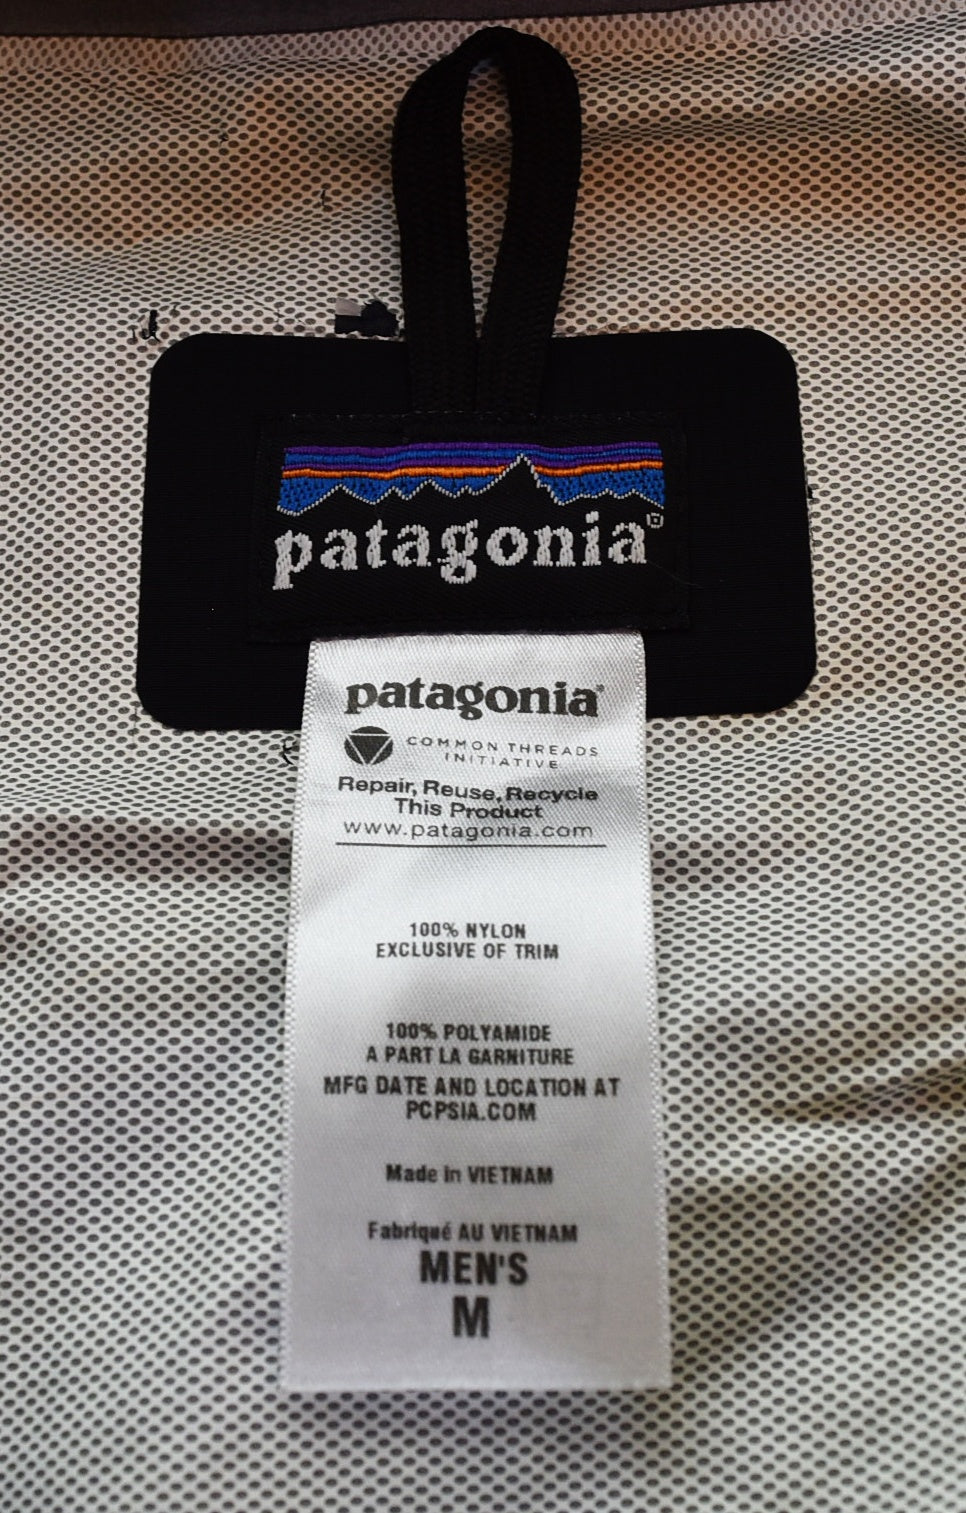 patagonia®
patagonia®
COMMON THREADS
INITIATIVE
Repair, Reuse, Recycle
This Product
www.patagonia.com
100% NYLON
EXCLUSIVE OF TRIM
100% POLYAMIDE
A PART LA GARNITURE
MFG DATE AND LOCATION AT
PCPSIA.COM
Made in VIETNAM
Fabriqué AU VIETNAM
MEN'S
M